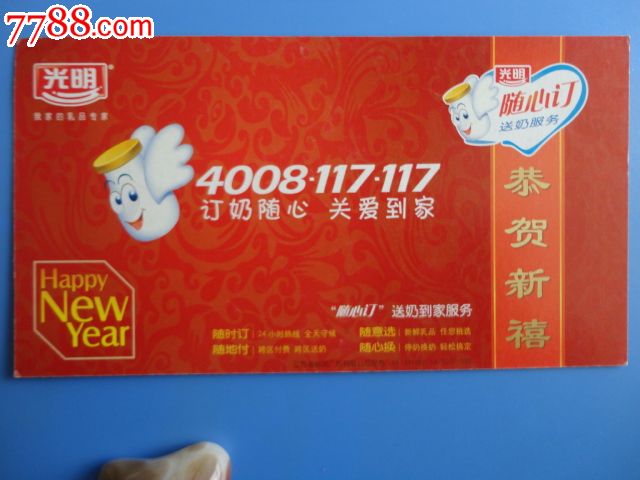 7788.com
光明
我家的乳品专家
光明
随心订
送奶服务
4008-117-117
订奶随心 关爱到家
恭贺新禧
Happy
New
Year
"随心订" 送奶到家服务
随时订 24小时热线 全天守候
随意选 新鲜乳品 任您挑选
随地付 跨区付费 跨区送奶
随心换 停奶换奶 轻松搞定